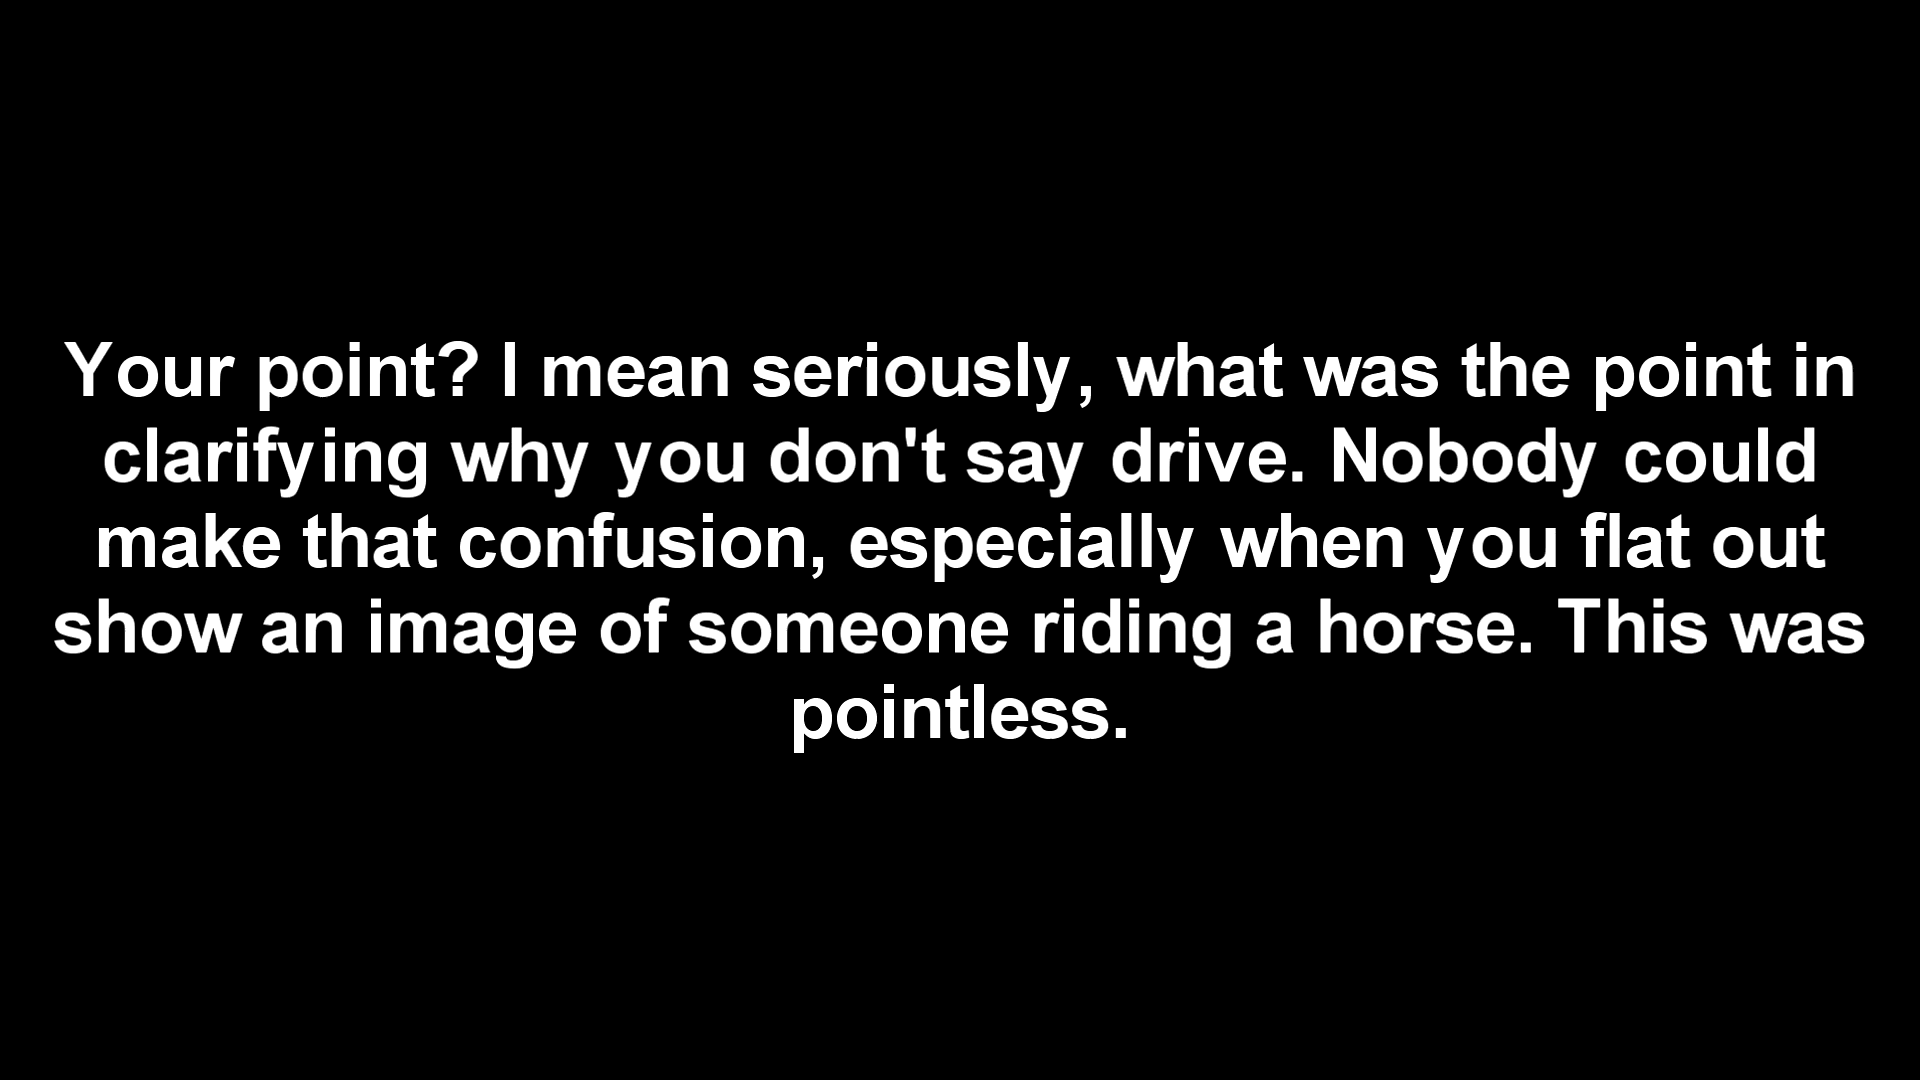 Your point? I mean seriously, what was the point in
clarifying why you don't say drive. Nobody could
make that confusion, especially when you flat out
show an image of someone riding a horse. This was
pointless.